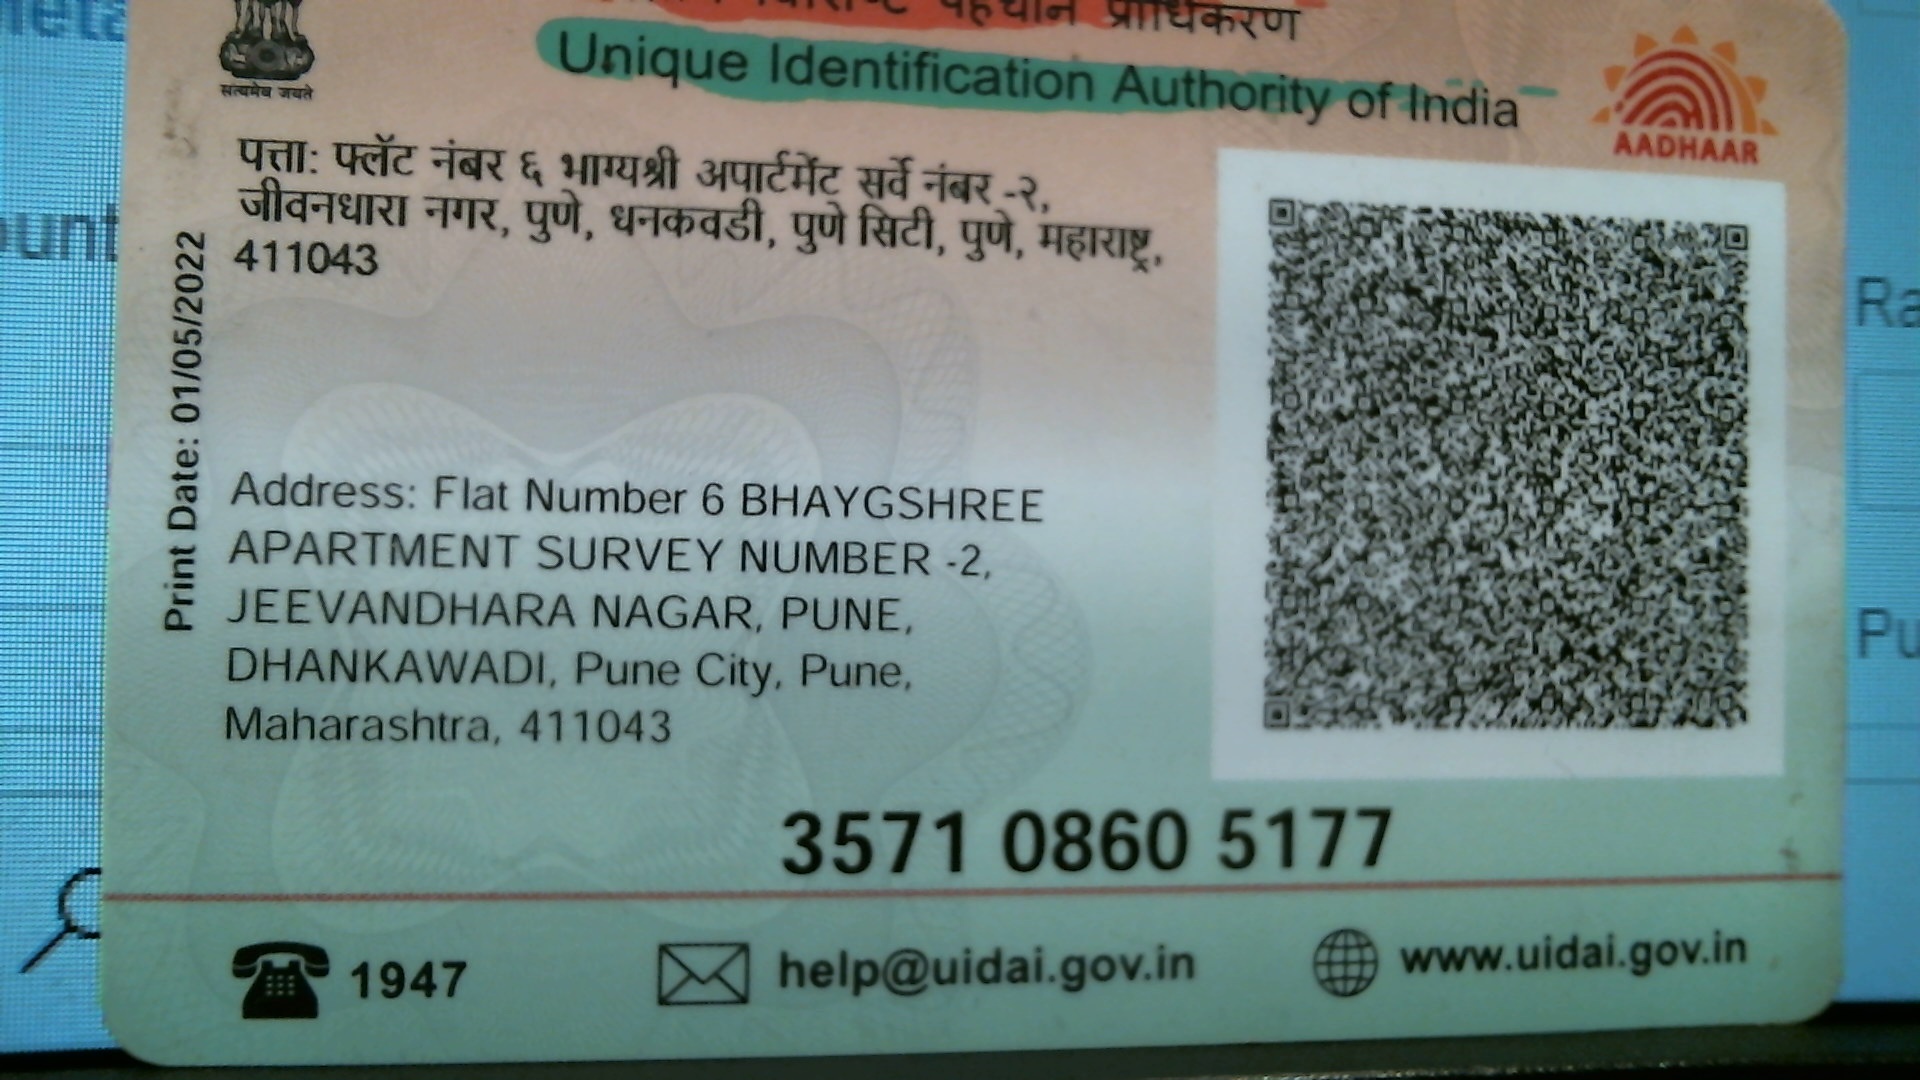 पहचान प्राधिकरण
Unique Identification Authority of India
सत्यमेव जयते
AADHAAR
पत्ता: फ्लॅट नंबर ६ भाग्यश्री अपार्टमेंट सर्वे नंबर -२,
जीवनधारा नगर, पुणे, धनकवडी, पुणे सिटी, पुणे, महाराष्ट्र,
411043
Print Date: 01/05/2022
Address: Flat Number 6 BHAYGSHREE
APARTMENT SURVEY NUMBER -2,
JEEVANDHARA NAGAR, PUNE,
DHANKAWADI, Pune City, Pune,
Maharashtra, 411043
3571 0860 5177
1947
help@uidai.gov.in
www.uidai.gov.in